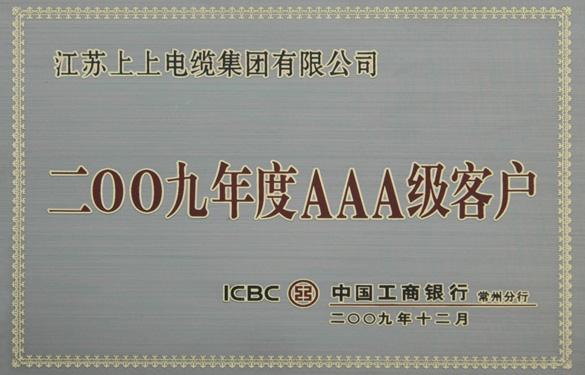 江苏上上电缆集团有限公司
二OO九年度AAA级客户
ICBC 中国工商银行 常州分行
二〇〇九年十二月